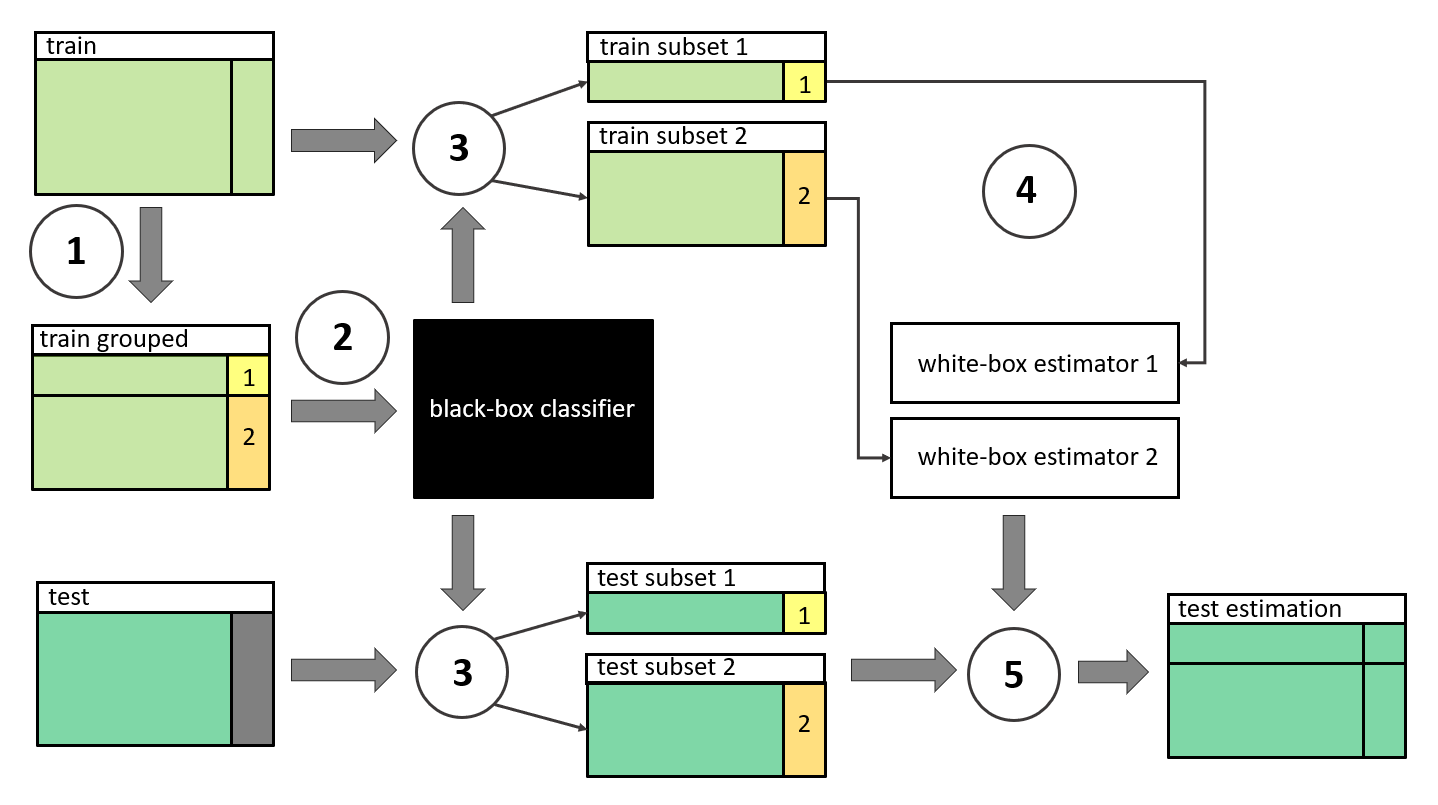 train
train subset 1
1
3
train subset 2
2
4
1
2
train grouped
1
2
black-box classifier
white-box estimator 1
white-box estimator 2
test
3
test subset 1
1
test subset 2
2
5
test estimation